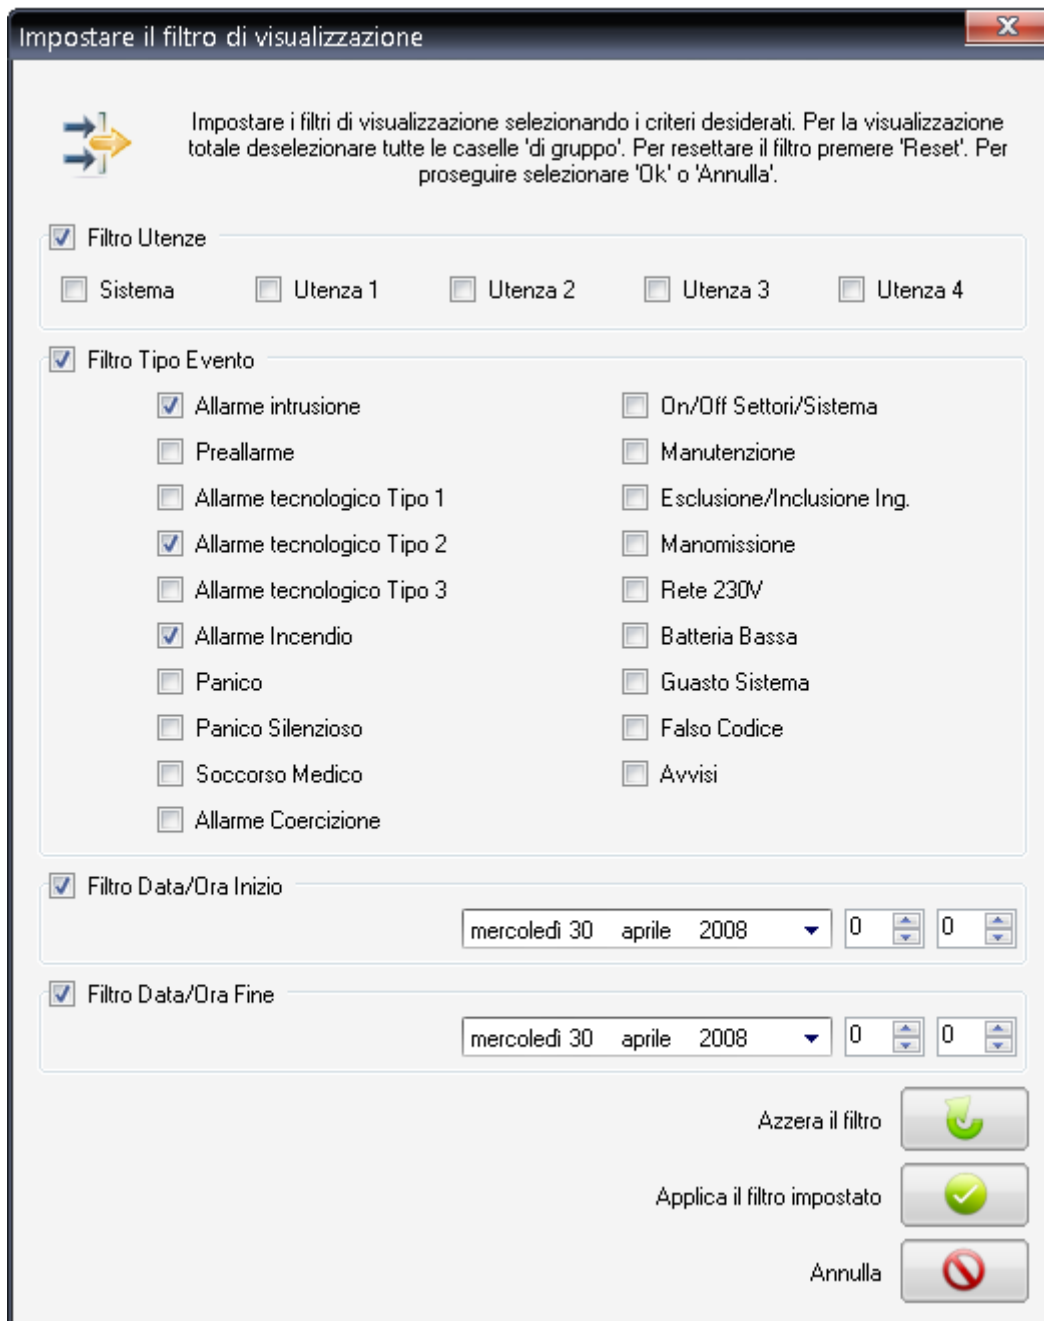 Impostare il filtro di visualizzazione
Impostare i filtri di visualizzazione selezionando i criteri desiderati. Per la visualizzazione
totale deselezionare tutte le caselle 'di gruppo'. Per resettare il filtro premere 'Reset'. Per
proseguire selezionare 'Ok' o 'Annulla'.
Filtro Utenze
Sistema Utenza 1 Utenza 2 Utenza 3 Utenza 4
Filtro Tipo Evento
Allarme intrusione On/Off Settori/Sistema
Preallarme Manutenzione
Allarme tecnologico Tipo 1 Esclusione/Inclusione Ing.
Allarme tecnologico Tipo 2 Manomissione
Allarme tecnologico Tipo 3 Rete 230V
Allarme Incendio Batteria Bassa
Panico Guasto Sistema
Panico Silenzioso Falso Codice
Soccorso Medico Avvisi
Allarme Coercizione
Filtro Data/Ora Inizio
mercoledì 30 aprile 2008 0 0
Filtro Data/Ora Fine
mercoledì 30 aprile 2008 0 0
Azzera il filtro
Applica il filtro impostato
Annulla